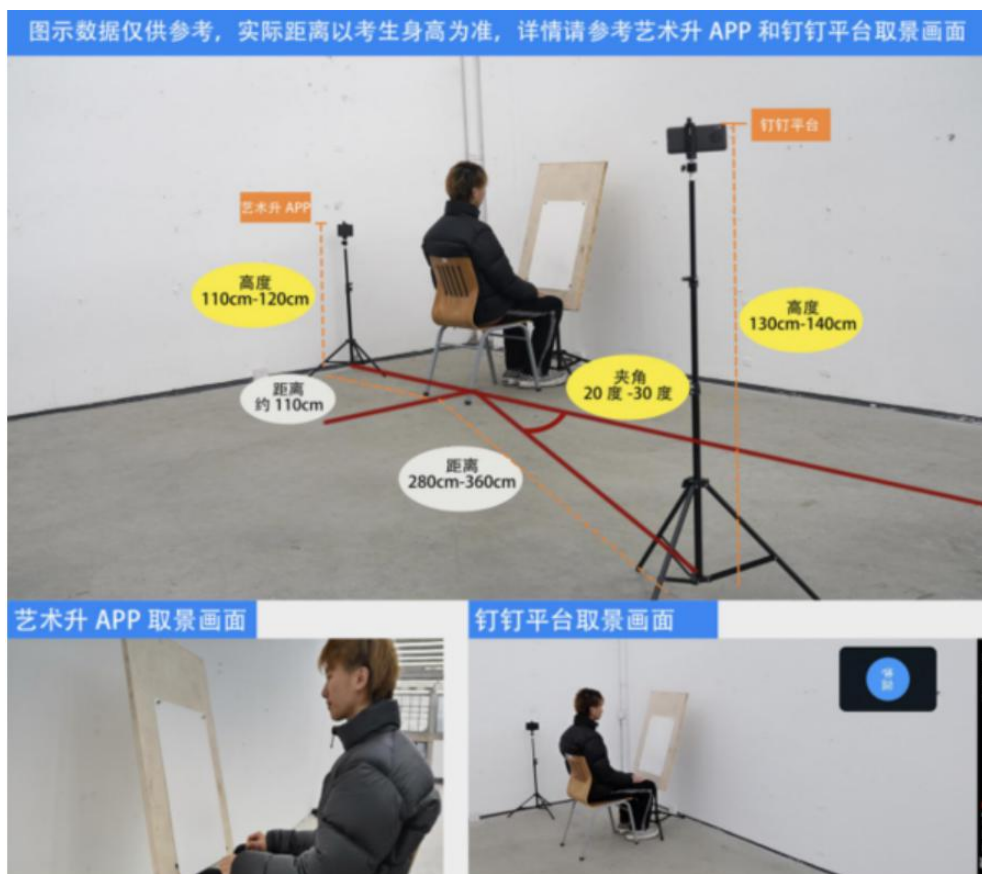 图示数据仅供参考，实际距离以考生身高为准，详情请参考艺术升 APP 和钉钉平台取景画面
钉钉平台
艺术升 APP
高度
110cm-120cm
高度
130cm-140cm
夹角
20 度 -30 度
距离
约 110cm
距离
280cm-360cm
艺术升 APP 取景画面
钉钉平台取景画面